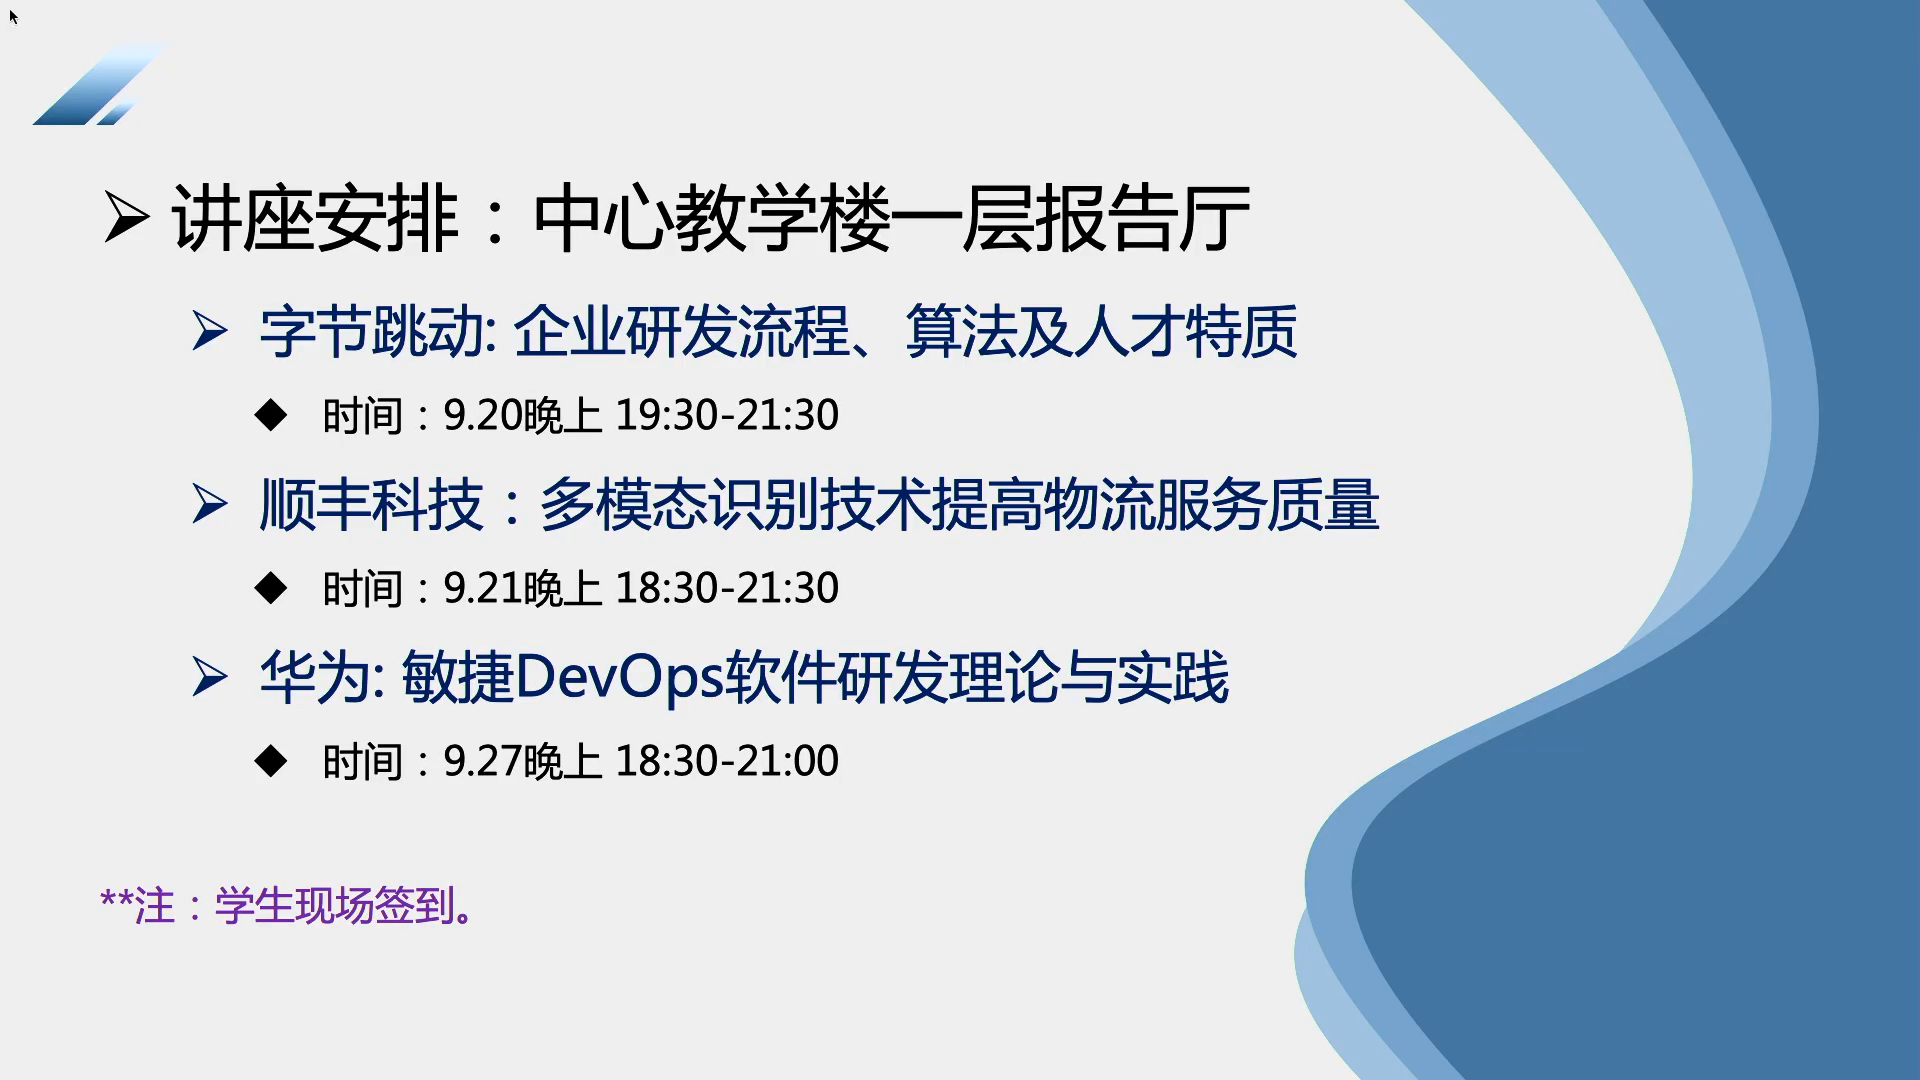 讲座安排：中心教学楼一层报告厅
字节跳动: 企业研发流程、算法及人才特质
时间：9.20晚上 19:30-21:30
顺丰科技：多模态识别技术提高物流服务质量
时间：9.21晚上 18:30-21:30
华为: 敏捷DevOps软件研发理论与实践
时间：9.27晚上 18:30-21:00
**注：学生现场签到。